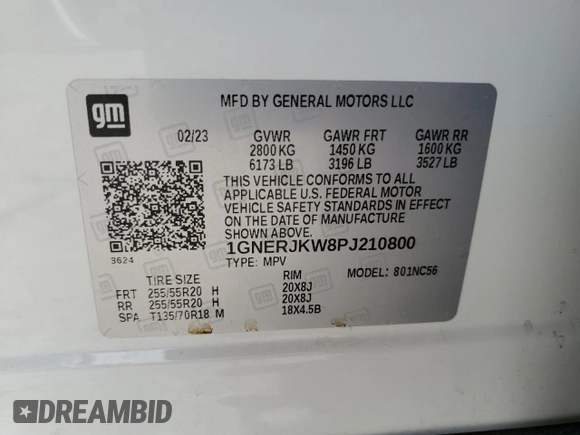 gm
MFD BY GENERAL MOTORS LLC
02/23 GVWR GAWR FRT GAWR RR
2800 KG 1450 KG 1600 KG
6173 LB 3196 LB 3527 LB
THIS VEHICLE CONFORMS TO ALL
APPLICABLE U.S. FEDERAL MOTOR
VEHICLE SAFETY STANDARDS IN EFFECT
ON THE DATE OF MANUFACTURE
SHOWN ABOVE.
3624
1GNERJKW8PJ210800
TYPE: MPV MODEL: 801NC56
TIRE SIZE RIM
FRT 255/55R20 H 20X8J
RR 255/55R20 H 20X8J
SPA T135/70R18 M 18X4.5B
DREAMBID